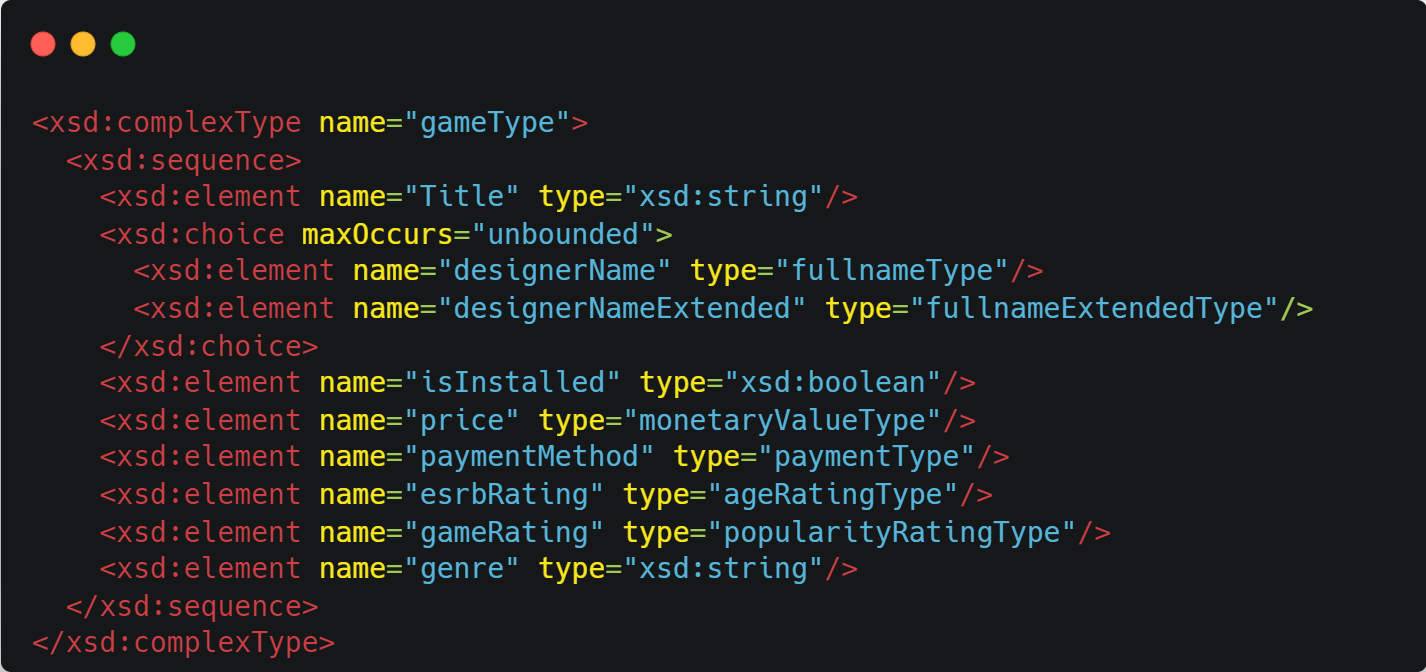 <xsd:complexType name="gameType">
  <xsd:sequence>
    <xsd:element name="Title" type="xsd:string"/>
    <xsd:choice maxOccurs="unbounded">
      <xsd:element name="designerName" type="fullnameType"/>
      <xsd:element name="designerNameExtended" type="fullnameExtendedType"/>
    </xsd:choice>
    <xsd:element name="isInstalled" type="xsd:boolean"/>
    <xsd:element name="price" type="monetaryValueType"/>
    <xsd:element name="paymentMethod" type="paymentType"/>
    <xsd:element name="esrbRating" type="ageRatingType"/>
    <xsd:element name="gameRating" type="popularityRatingType"/>
    <xsd:element name="genre" type="xsd:string"/>
  </xsd:sequence>
</xsd:complexType>